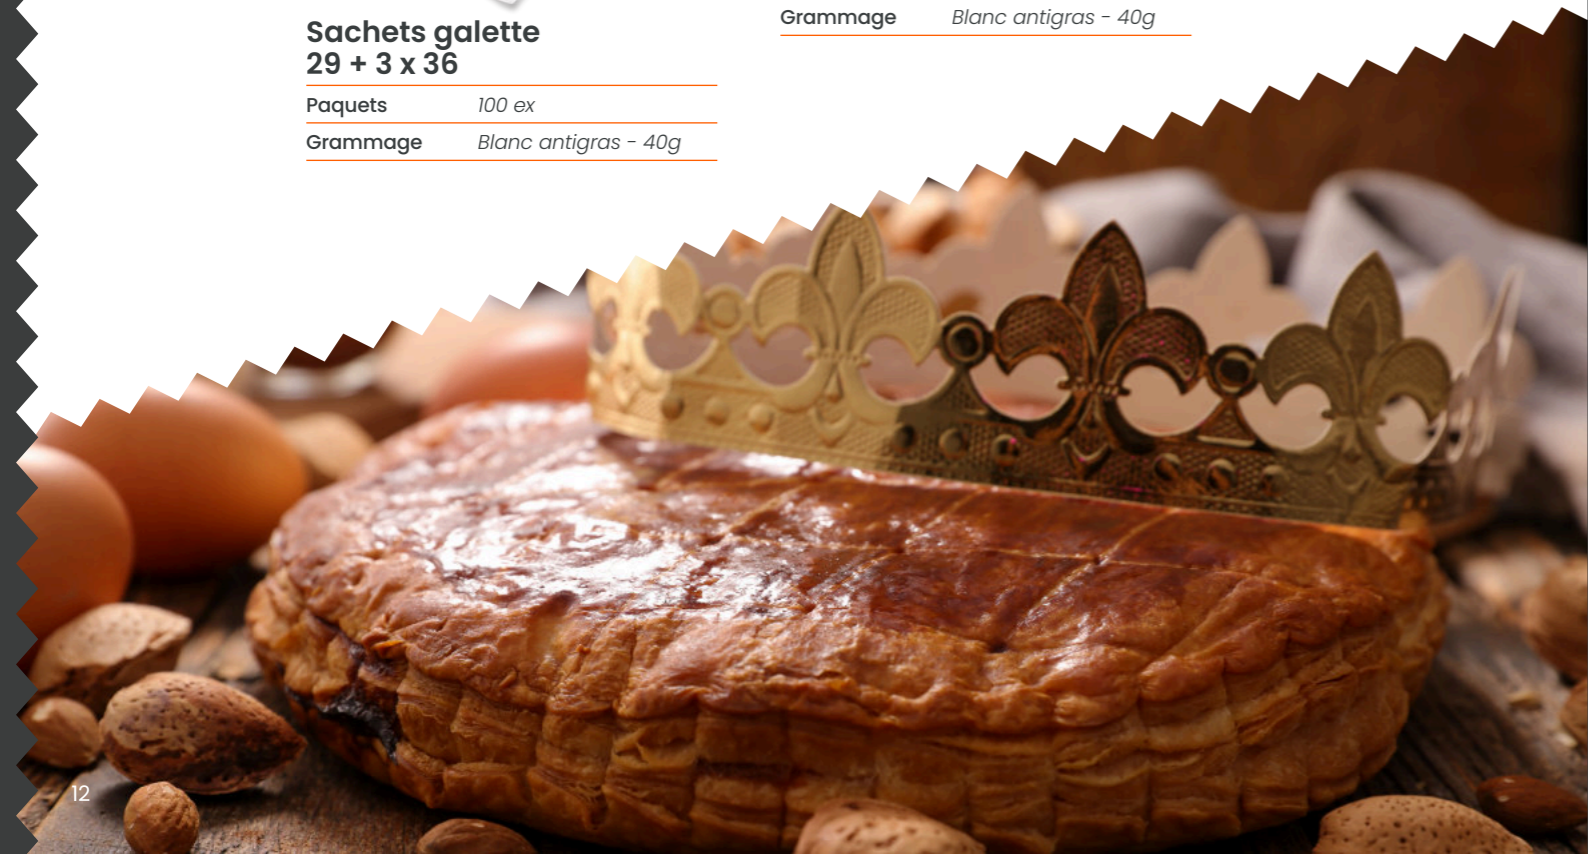 Sachets galette
29 + 3 x 36
Paquets 100 ex
Grammage Blanc antigras - 40g
Grammage Blanc antigras - 40g
12